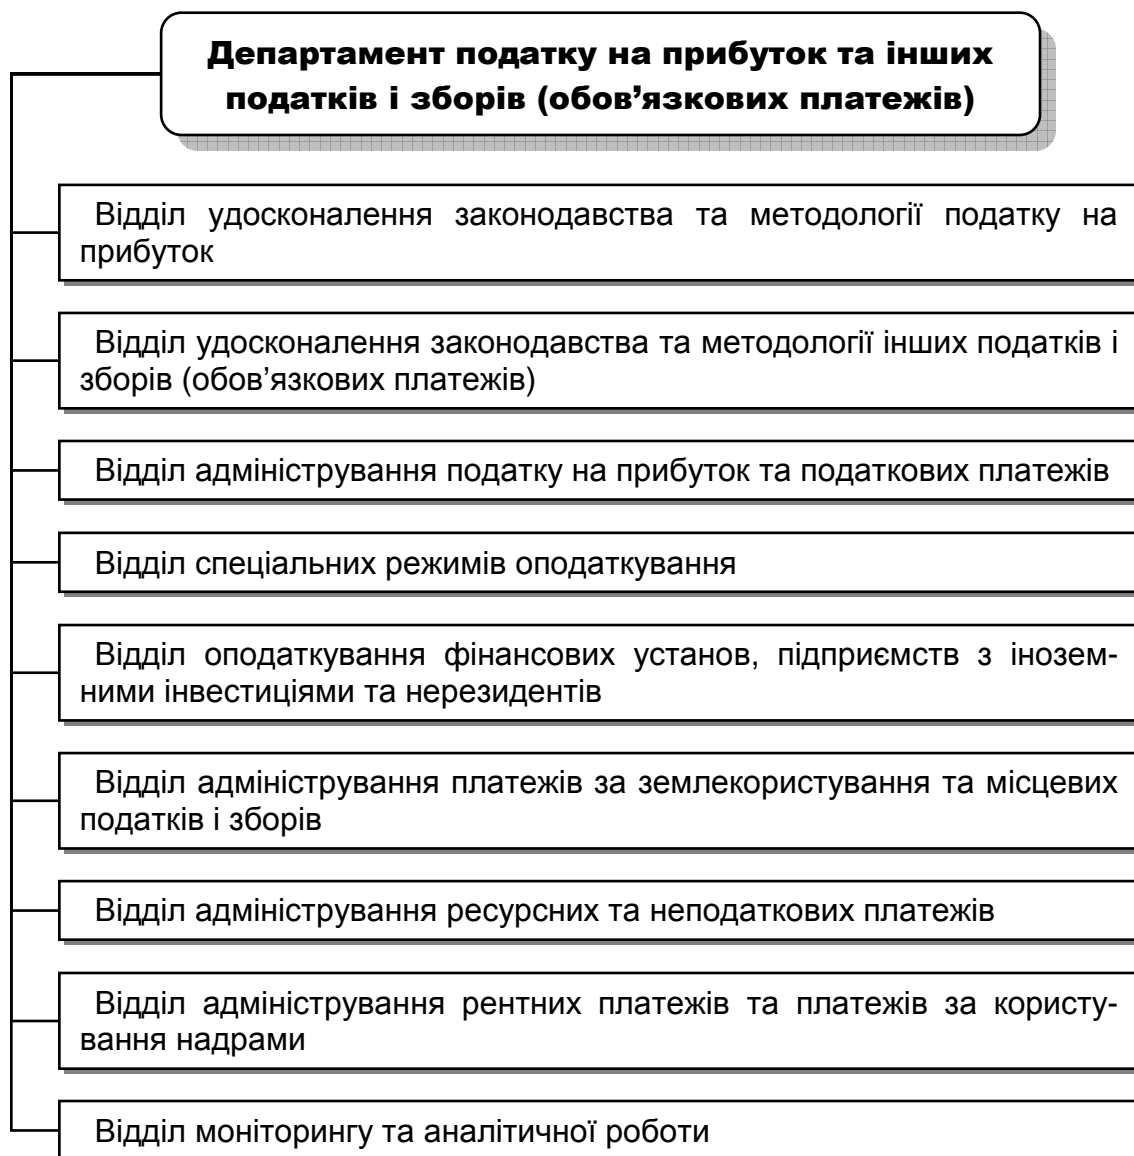 Департамент податку на прибуток та інших
податків і зборів (обов’язкових платежів)
Відділ удосконалення законодавства та методології податку на
прибуток
Відділ удосконалення законодавства та методології інших податків і
зборів (обов’язкових платежів)
Відділ адміністрування податку на прибуток та податкових платежів
Відділ спеціальних режимів оподаткування
Відділ оподаткування фінансових установ, підприємств з інозем-
ними інвестиціями та нерезидентів
Відділ адміністрування платежів за землекористування та місцевих
податків і зборів
Відділ адміністрування ресурсних та неподаткових платежів
Відділ адміністрування рентних платежів та платежів за користу-
вання надрами
Відділ моніторингу та аналітичної роботи